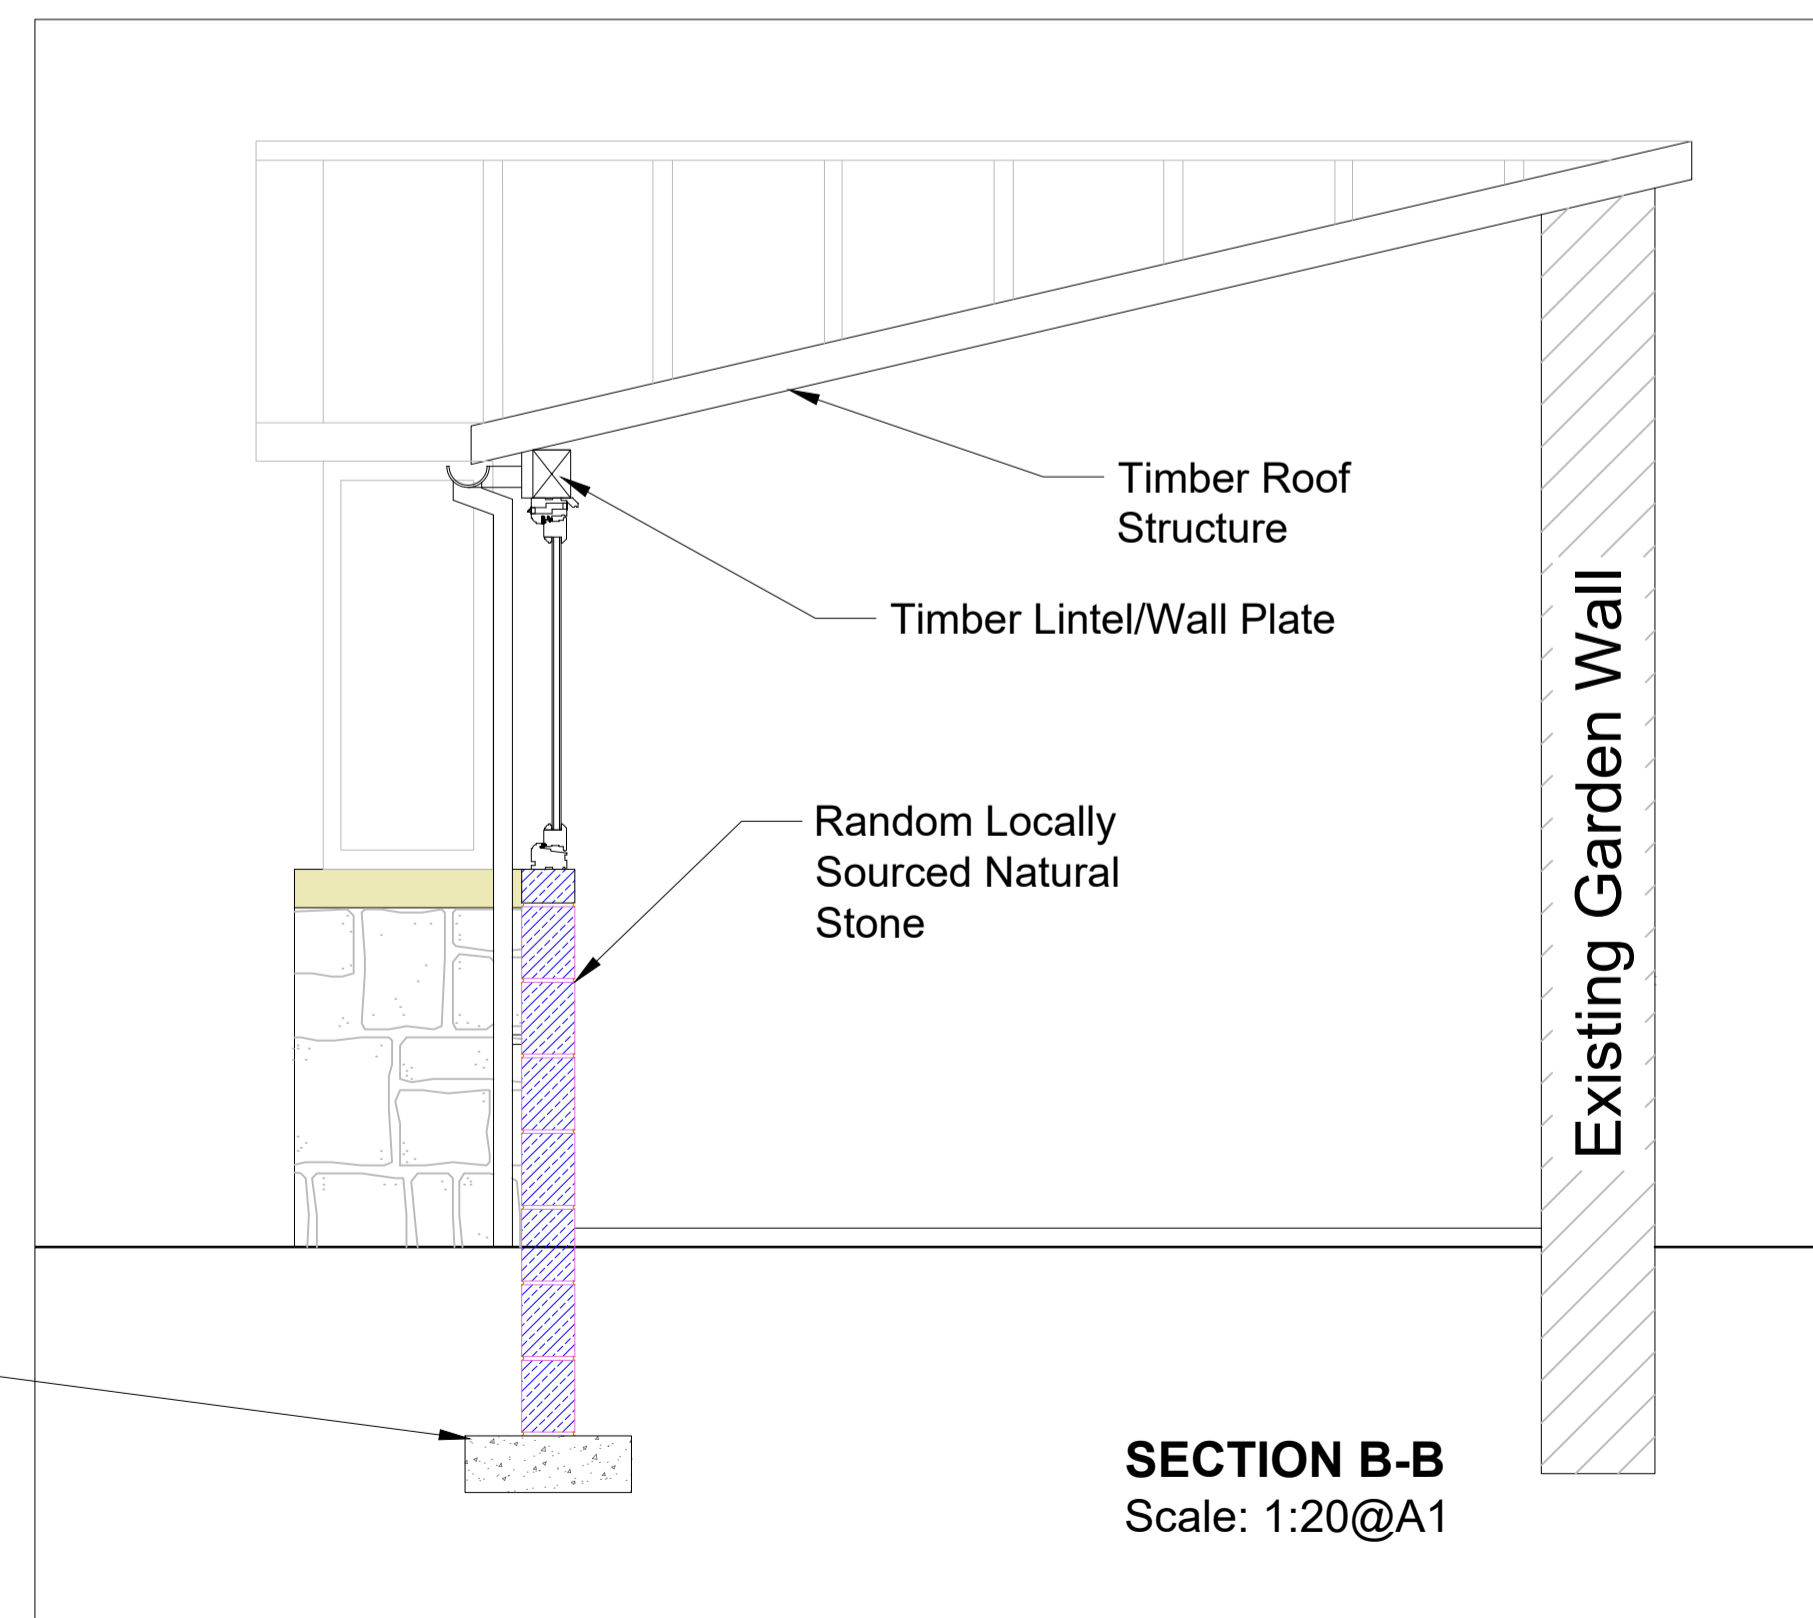 Timber Roof
Structure
Timber Lintel/Wall Plate
Random Locally
Sourced Natural
Stone
Existing Garden Wall
SECTION B-B
Scale: 1:20@A1